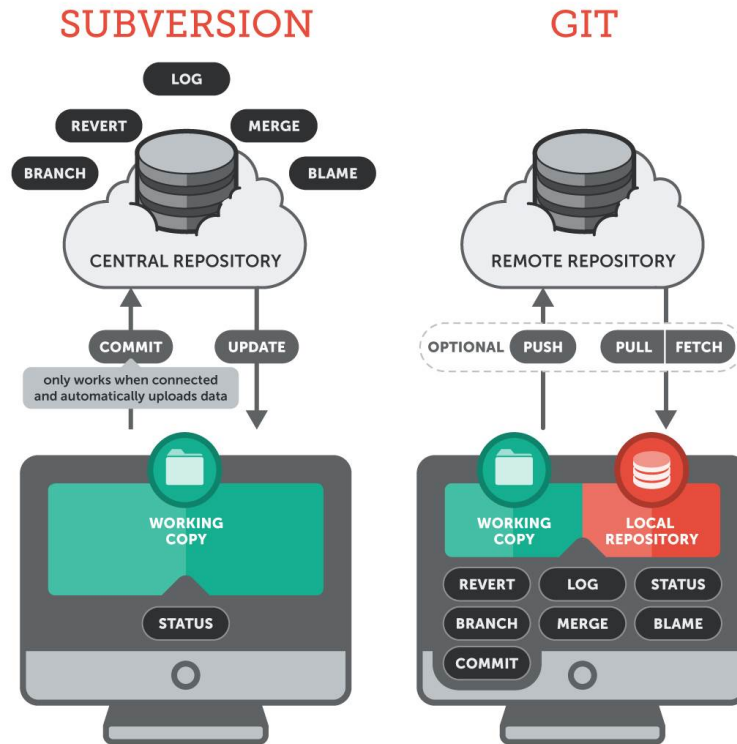 SUBVERSION
LOG
REVERT
MERGE
BRANCH
BLAME
CENTRAL REPOSITORY
COMMIT
UPDATE
only works when connected
and automatically uploads data
WORKING
COPY
STATUS
GIT
REMOTE REPOSITORY
OPTIONAL
PUSH
PULL
FETCH
WORKING
COPY
LOCAL
REPOSITORY
REVERT
LOG
STATUS
BRANCH
MERGE
BLAME
COMMIT